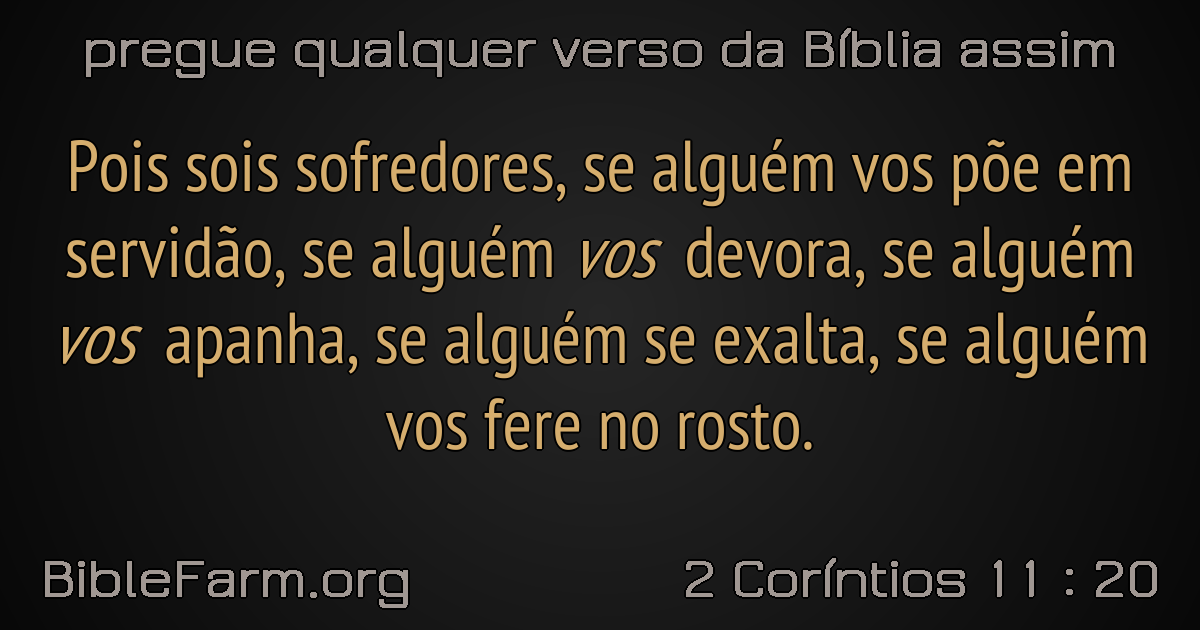 pregue qualquer verso da Bíblia assim
Pois sois sofredores, se alguém vos põe em
servidão, se alguém vos devora, se alguém
vos apanha, se alguém se exalta, se alguém
vos fere no rosto.
BibleFarm.org
2 Coríntios 11 : 20